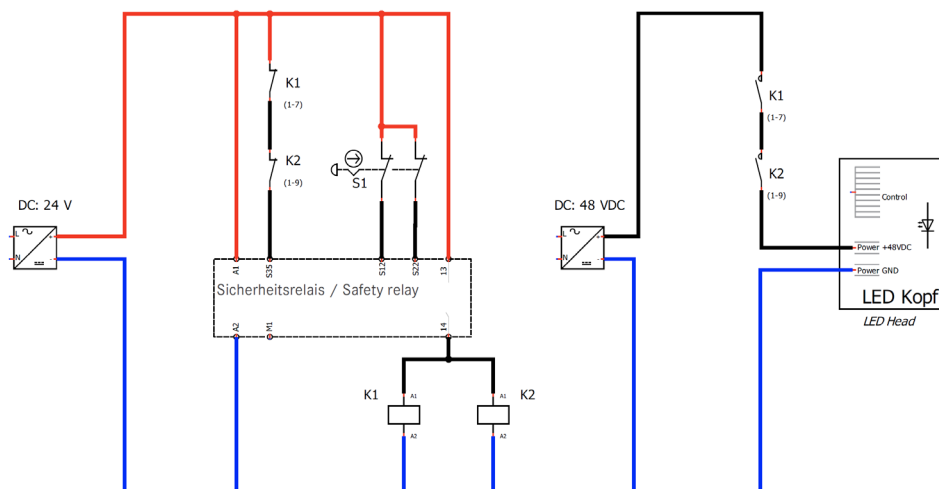 K1
(1-7)
K2
(1-9)
S1
DC: 24 V
L
N
A1
S35
S12
S22
13
Sicherheitsrelais / Safety relay
A2
M1
14
K1
A1
A2
K2
A1
A2
DC: 48 VDC
L
N
K1
(1-7)
K2
(1-9)
Control
Power +48VDC
Power GND
LED Kopf
LED Head